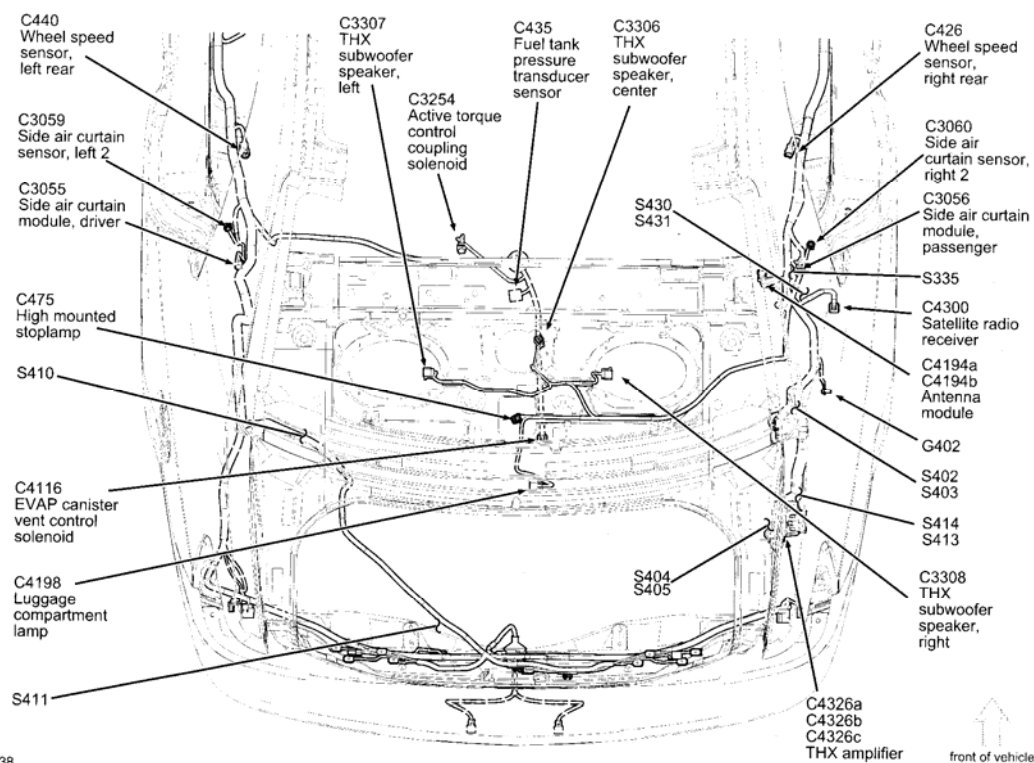 C440
Wheel speed
sensor,
left rear
C3307
THX
subwoofer
speaker,
left
C435
Fuel tank
pressure
transducer
sensor
C3306
THX
subwoofer
speaker,
center
C426
Wheel speed
sensor,
right rear
C3254
Active torque
control
coupling
solenoid
C3059
Side air curtain
sensor, left 2
C3060
Side air
curtain sensor,
right 2
C3055
Side air curtain
module, driver
S430
S431
C3056
Side air curtain
module,
passenger
S335
C475
High mounted
stoplamp
C4300
Satellite radio
receiver
S410
C4194a
C4194b
Antenna
module
G402
C4116
EVAP canister
vent control
solenoid
S402
S403
S414
S413
C4198
Luggage
compartment
lamp
S404
S405
C3308
THX
subwoofer
speaker,
right
S411
C4326a
C4326b
C4326c
THX amplifier
front of vehicle
38